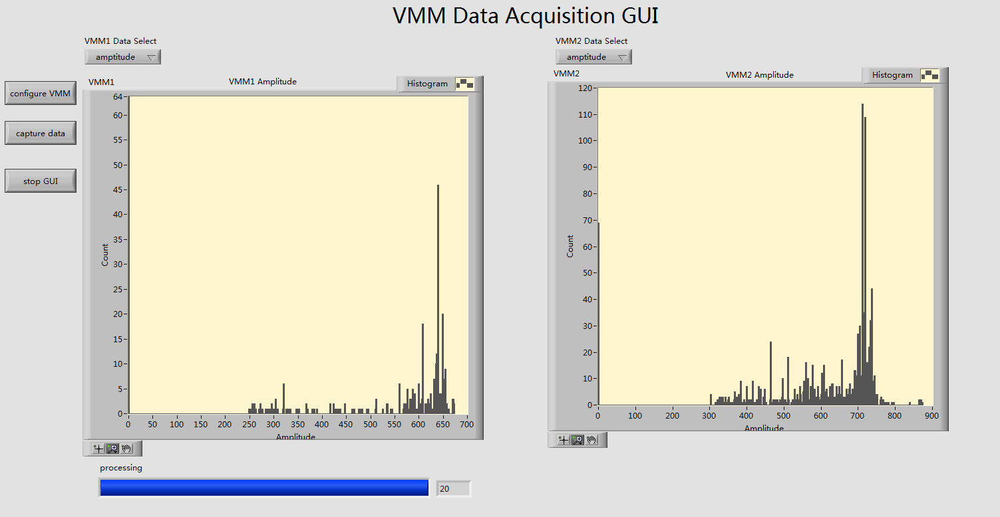 VMM Data Acquisition GUI
VMM1 Data Select
amptitude
VMM2 Data Select
amptitude
configure VMM
capture data
stop GUI
VMM1
VMM1 Amplitude
Histogram
64
60
55
50
45
40
35
30
25
20
15
10
5
0
Count
0 50 100 150 200 250 300 350 400 450 500 550 600 650 700
Amplitude
VMM2
VMM2 Amplitude
Histogram
120
110
100
90
80
70
60
50
40
30
20
10
0
Count
0 100 200 300 400 500 600 700 800 900
Amplitude
processing
20